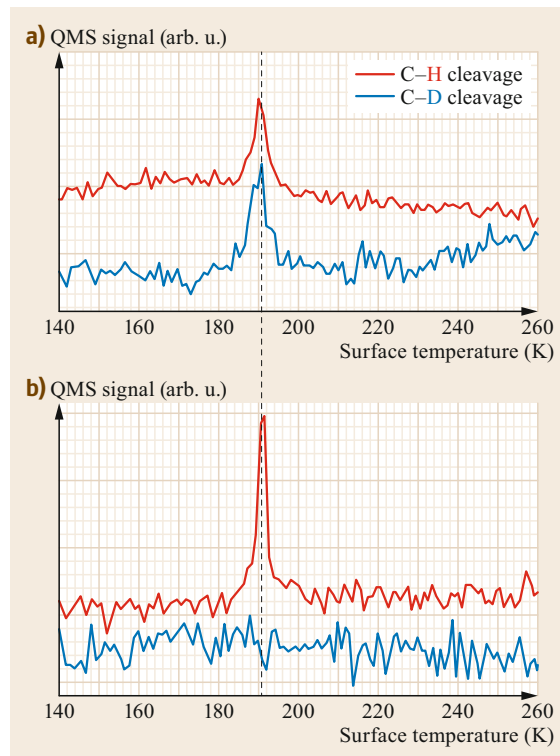 a) QMS signal (arb. u.)
C–H cleavage
C–D cleavage
140 160 180 200 220 240 260
Surface temperature (K)
b) QMS signal (arb. u.)
140 160 180 200 220 240 260
Surface temperature (K)